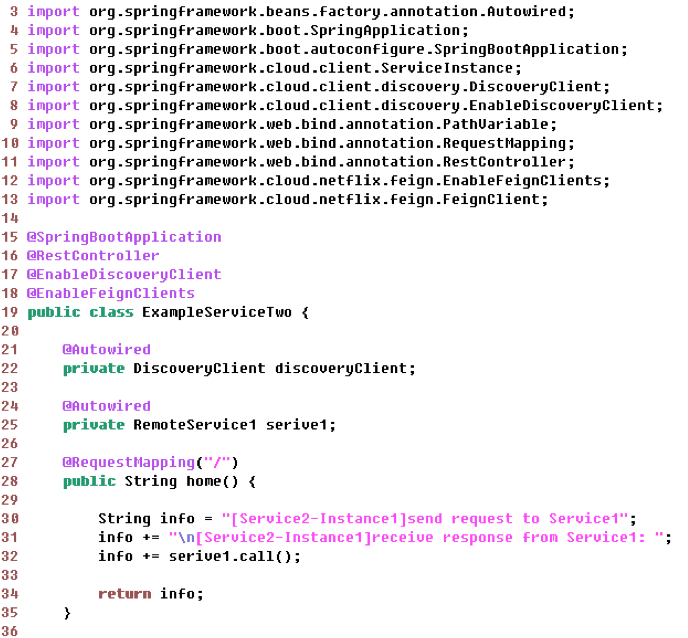 3 import org.springframework.beans.factory.annotation.Autowired;
4 import org.springframework.boot.SpringApplication;
5 import org.springframework.boot.autoconfigure.SpringBootApplication;
6 import org.springframework.cloud.client.ServiceInstance;
7 import org.springframework.cloud.client.discovery.DiscoveryClient;
8 import org.springframework.cloud.client.discovery.EnableDiscoveryClient;
9 import org.springframework.web.bind.annotation.PathVariable;
10 import org.springframework.web.bind.annotation.RequestMapping;
11 import org.springframework.web.bind.annotation.RestController;
12 import org.springframework.cloud.netflix.feign.EnableFeignClients;
13 import org.springframework.cloud.netflix.feign.FeignClient;
14
15 @SpringBootApplication
16 @RestController
17 @EnableDiscoveryClient
18 @EnableFeignClients
19 public class ExampleServiceTwo {
20
21     @Autowired
22     private DiscoveryClient discoveryClient;
23
24     @Autowired
25     private RemoteService1 serive1;
26
27     @RequestMapping("/")
28     public String home() {
29
30         String info = "[Service2-Instance1]send request to Service1";
31         info += "\n[Service2-Instance1]receive response from Service1: ";
32         info += serive1.call();
33
34         return info;
35     }
36